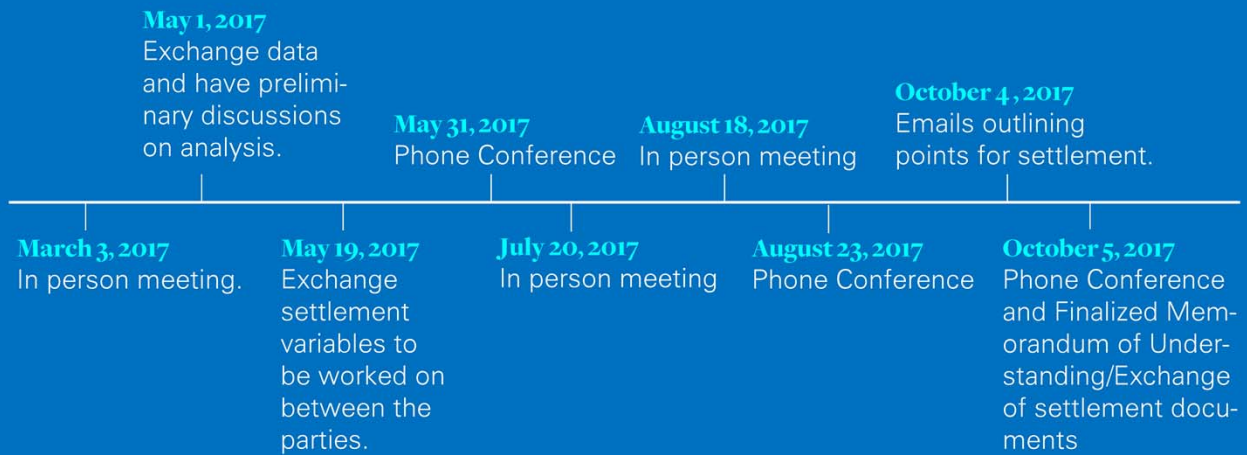 May 1, 2017
Exchange data
and have prelimi-
nary discussions
on analysis.
May 31, 2017
Phone Conference
August 18, 2017
In person meeting
October 4, 2017
Emails outlining
points for settlement.
March 3, 2017
In person meeting.
May 19, 2017
Exchange
settlement
variables to
be worked on
between the
parties.
July 20, 2017
In person meeting
August 23, 2017
Phone Conference
October 5, 2017
Phone Conference
and Finalized Mem-
orandum of Under-
standing/Exchange
of settlement docu-
ments